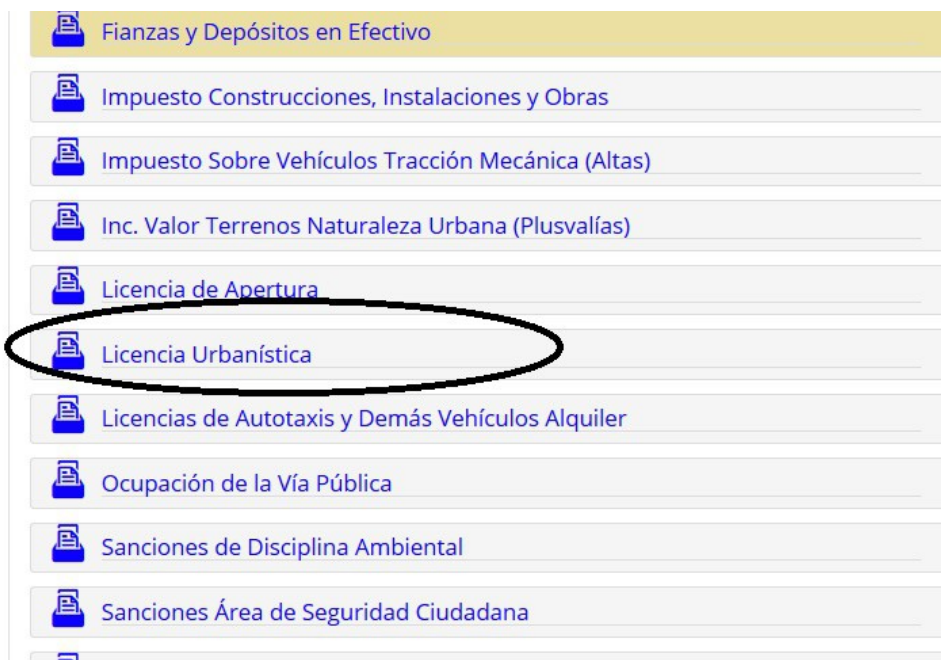 Fianzas y Depósitos en Efectivo
Impuesto Construcciones, Instalaciones y Obras
Impuesto Sobre Vehículos Tracción Mecánica (Altas)
Inc. Valor Terrenos Naturaleza Urbana (Plusvalías)
Licencia de Apertura
Licencia Urbanística
Licencias de Autotaxis y Demás Vehículos Alquiler
Ocupación de la Vía Pública
Sanciones de Disciplina Ambiental
Sanciones Área de Seguridad Ciudadana